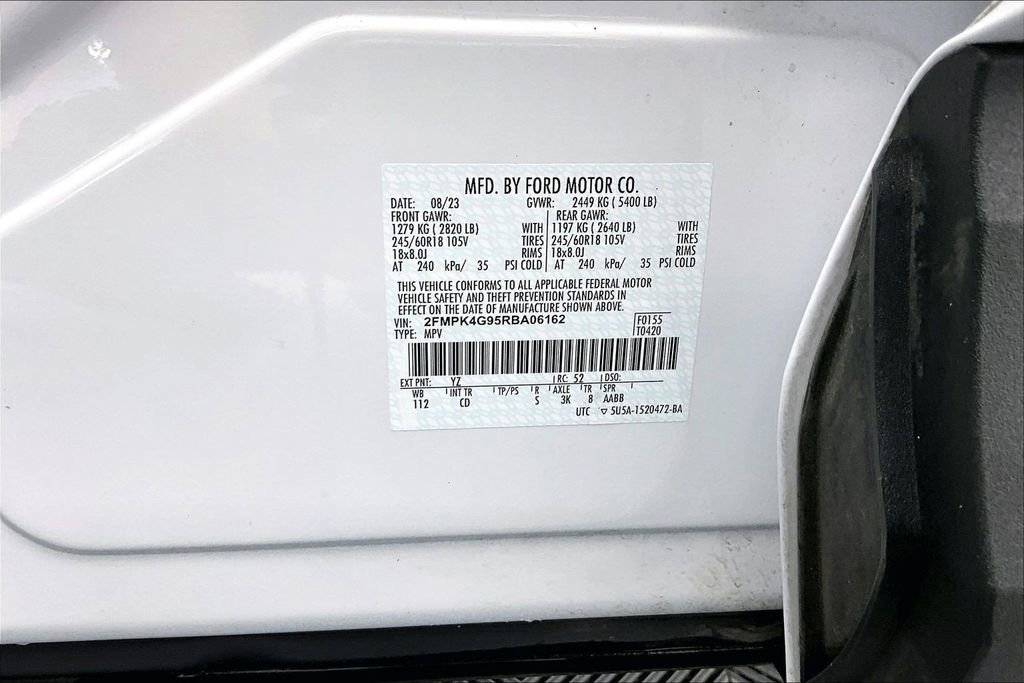 MFD. BY FORD MOTOR CO.
DATE: 08/23 GVWR: 2449 KG ( 5400 LB)
FRONT GAWR: REAR GAWR:
1279 KG ( 2820 LB) WITH 1197 KG ( 2640 LB) WITH
245/60R18 105V TIRES 245/60R18 105V TIRES
18x8.0J RIMS 18x8.0J RIMS
AT 240 kPa/ 35 PSI COLD AT 240 kPa/ 35 PSI COLD
THIS VEHICLE CONFORMS TO ALL APPLICABLE FEDERAL MOTOR
VEHICLE SAFETY AND THEFT PREVENTION STANDARDS IN
EFFECT ON THE DATE OF MANUFACTURE SHOWN ABOVE.
VIN: 2FMPK4G95RBA06162 F0155
TYPE: MPV T0420
EXT PNT: YZ RC: 52 DSO:
WB INT TR TP/PS R AXLE TR SPR
112 CD S 3K 8 AABB
UTC ▽ 5U5A-1520472-BA